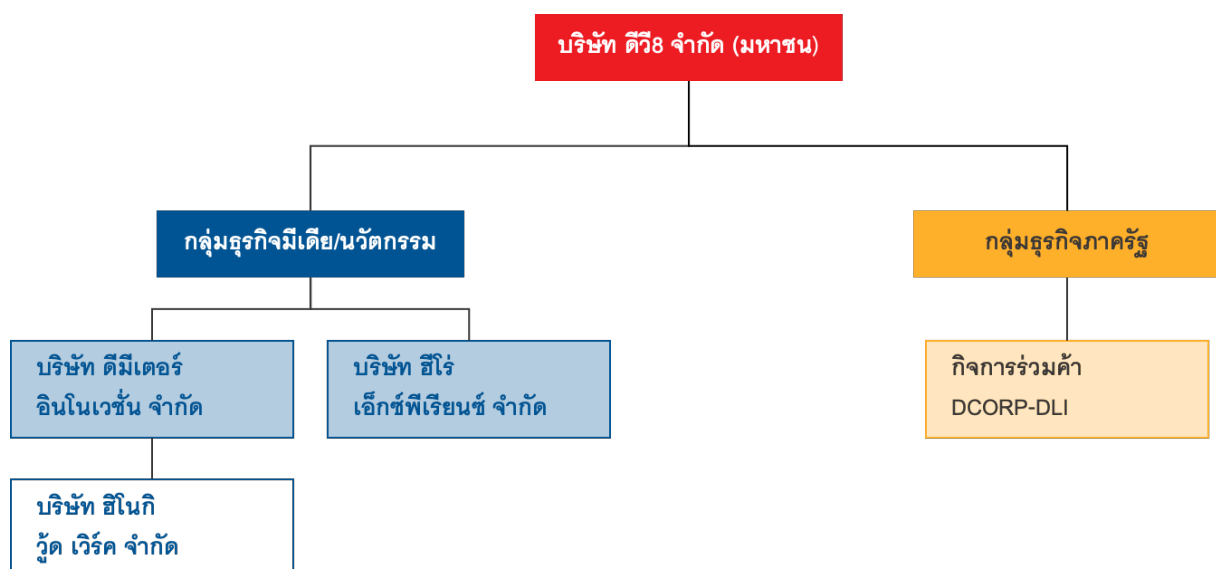 บริษัท ดีวี8 จำกัด (มหาชน)
กลุ่มธุรกิจมีเดีย/นวัตกรรม
กลุ่มธุรกิจภาครัฐ
บริษัท ดีมีเตอร์
อินโนเวชั่น จำกัด
บริษัท ฮีโร่
เอ็กซ์พีเรียนซ์ จำกัด
กิจการร่วมค้า
DCORP-DLI
บริษัท ฮิโนกิ
วู้ด เวิร์ค จำกัด